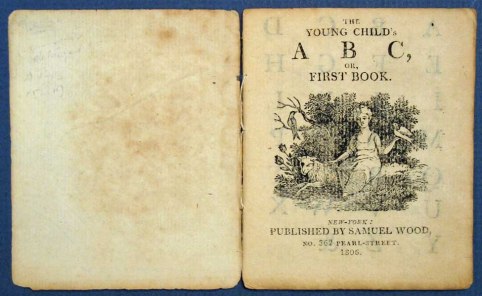 THE
YOUNG CHILD's
A B C,
OR,
FIRST BOOK.
NEW-YORK:
PUBLISHED BY SAMUEL WOOD,
NO. 362 PEARL-STREET.
1806.